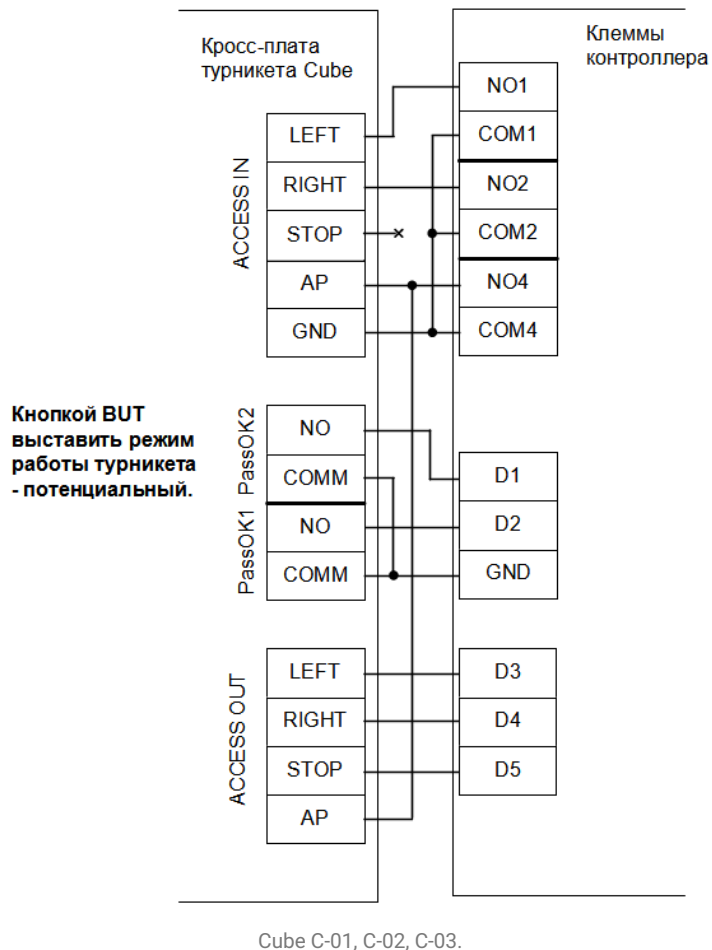 Кросс-плата
турникета Cube
Клеммы
контроллера
ACCESS IN
LEFT
RIGHT
STOP
AP
GND
NO1
COM1
NO2
COM2
NO4
COM4
Кнопкой BUT
выставить режим
работы турникета
- потенциальный.
PassOK2
NO
COMM
PassOK1
NO
COMM
D1
D2
GND
ACCESS OUT
LEFT
RIGHT
STOP
AP
D3
D4
D5
Cube C-01, C-02, C-03.